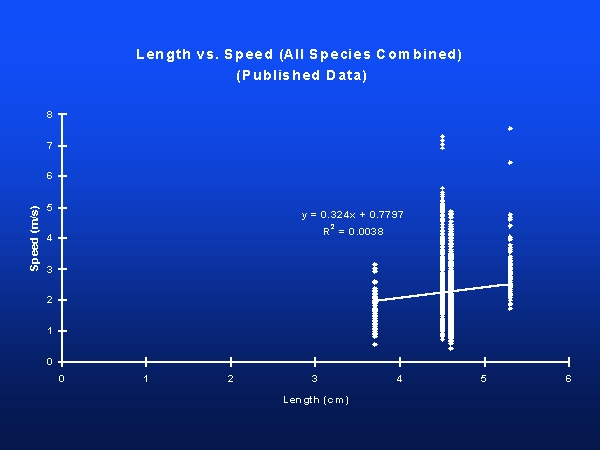 Length vs. Speed (All Species Combined)
(Published Data)
8
7
6
5
4
3
2
1
0
Speed (m/s)
y = 0.324x + 0.7797
R² = 0.0038
0 1 2 3 4 5 6
Length (cm)